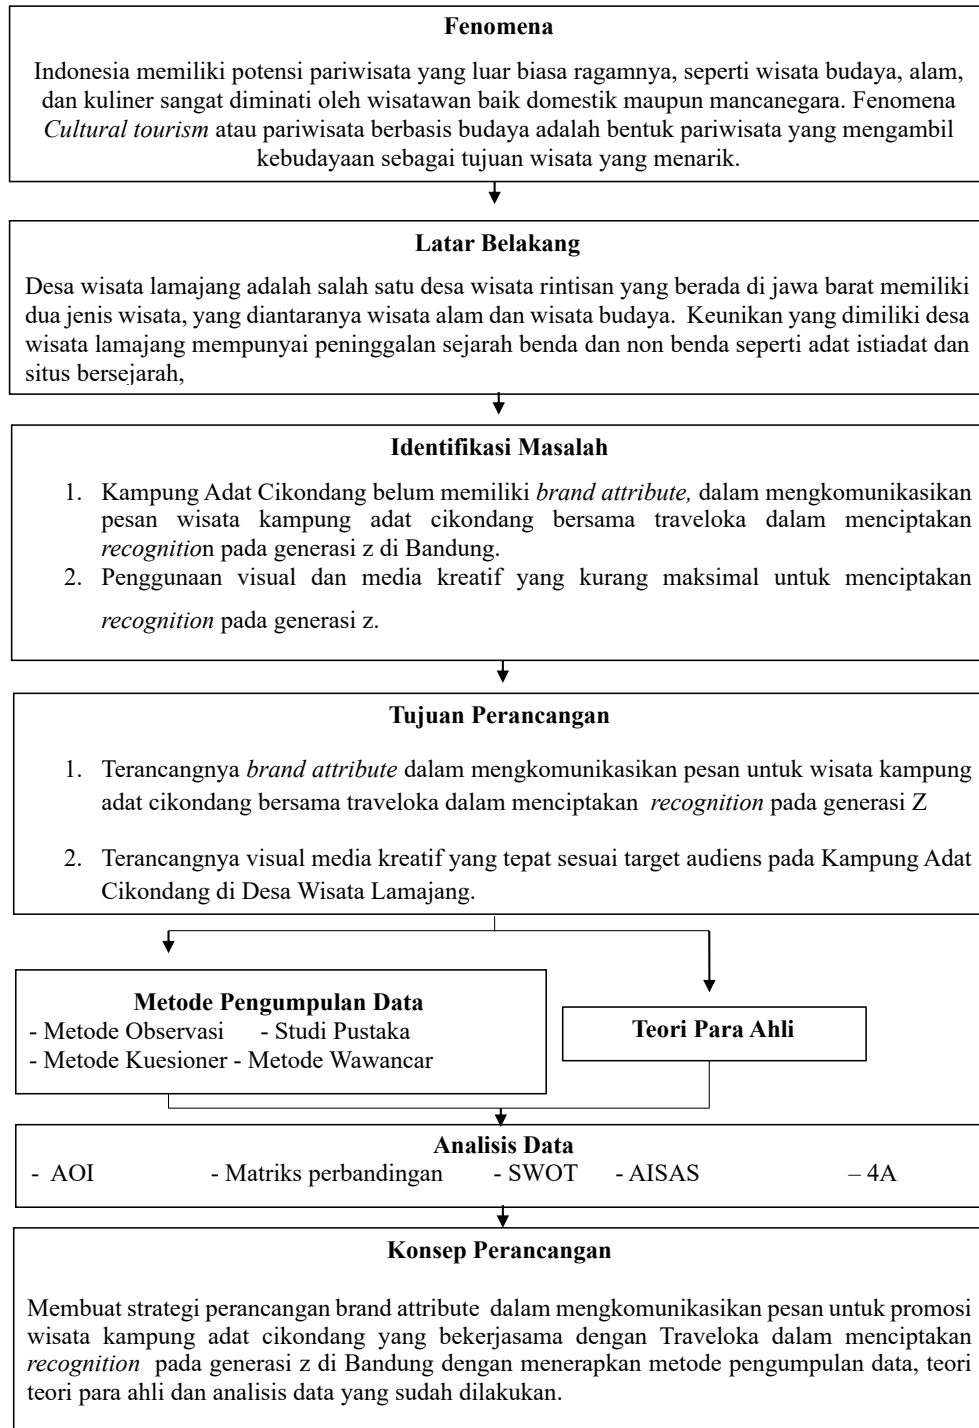 Fenomena
Indonesia memiliki potensi pariwisata yang luar biasa ragamnya, seperti wisata budaya, alam,
dan kuliner sangat diminati oleh wisatawan baik domestik maupun mancanegara. Fenomena
Cultural tourism atau pariwisata berbasis budaya adalah bentuk pariwisata yang mengambil
kebudayaan sebagai tujuan wisata yang menarik.
Latar Belakang
Desa wisata lamajang adalah salah satu desa wisata rintisan yang berada di jawa barat memiliki
dua jenis wisata, yang diantaranya wisata alam dan wisata budaya. Keunikan yang dimiliki desa
wisata lamajang mempunyai peninggalan sejarah benda dan non benda seperti adat istiadat dan
situs bersejarah,
Identifikasi Masalah
1. Kampung Adat Cikondang belum memiliki brand attribute, dalam mengkomunikasikan
pesan wisata kampung adat cikondang bersama traveloka dalam menciptakan
recognition pada generasi z di Bandung.
2. Penggunaan visual dan media kreatif yang kurang maksimal untuk menciptakan
recognition pada generasi z.
Tujuan Perancangan
1. Terancangnya brand attribute dalam mengkomunikasikan pesan untuk wisata kampung
adat cikondang bersama traveloka dalam menciptakan recognition pada generasi Z
2. Terancangnya visual media kreatif yang tepat sesuai target audiens pada Kampung Adat
Cikondang di Desa Wisata Lamajang.
Metode Pengumpulan Data
- Metode Observasi - Studi Pustaka
- Metode Kuesioner - Metode Wawancar
Teori Para Ahli
Analisis Data
- AOI - Matriks perbandingan - SWOT - AISAS – 4A
Konsep Perancangan
Membuat strategi perancangan brand attribute dalam mengkomunikasikan pesan untuk promosi
wisata kampung adat cikondang yang bekerjasama dengan Traveloka dalam menciptakan
recognition pada generasi z di Bandung dengan menerapkan metode pengumpulan data, teori
teori para ahli dan analisis data yang sudah dilakukan.